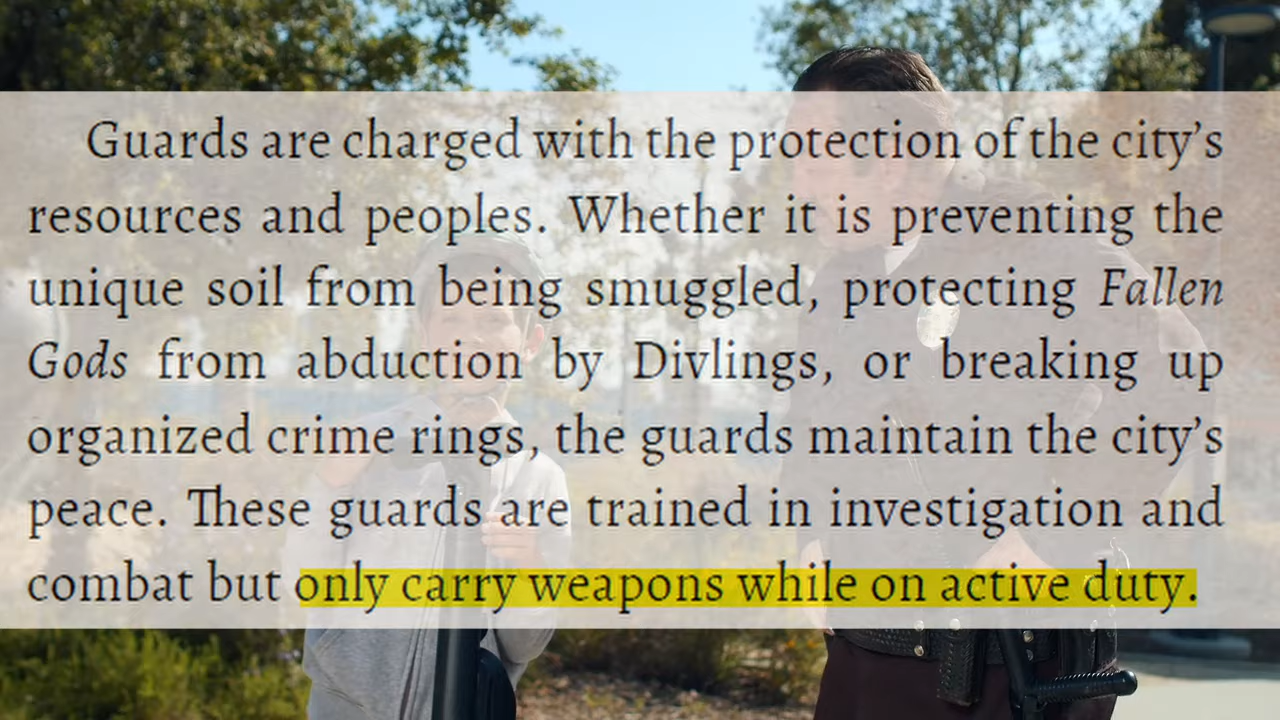 Guards are charged with the protection of the city’s
resources and peoples. Whether it is preventing the
unique soil from being smuggled, protecting Fallen
Gods from abduction by Divlings, or breaking up
organized crime rings, the guards maintain the city’s
peace. These guards are trained in investigation and
combat but only carry weapons while on active duty.